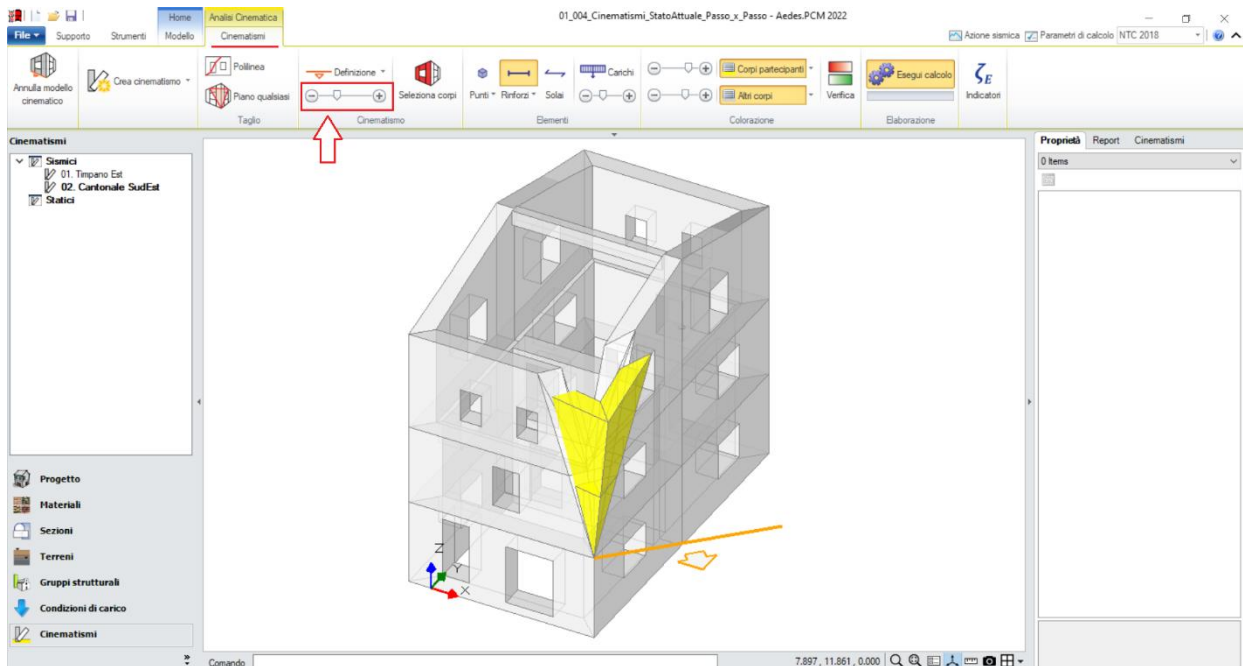 01_004_Cinematismi_StatoAttuale_Passo_x_Passo - Aedes.PCM 2022
Home
Analisi Cinematica
File
Supporto
Strumenti
Modello
Cinematismi
Azione sismica
Parametri di calcolo
NTC 2018
Annulla modello
cinematico
Crea cinematismo
Polilinea
Piano qualsiasi
Taglio
Definizione
Seleziona corpi
Cinematismo
Punti
Rinforzi
Solai
Carichi
Elementi
Corpi partecipanti
Altri corpi
Verifica
Colorazione
Esegui calcolo
Elaborazione
ζE
Indicatori
Cinematismi
Sismici
01. Timpano Est
02. Cantonale SudEst
Statici
Progetto
Materiali
Sezioni
Terreni
Gruppi strutturali
Condizioni di carico
Cinematismi
Z
Y
X
Proprietà
Report
Cinematismi
0 Items
Comando
7.897 , 11.861 , 0.000